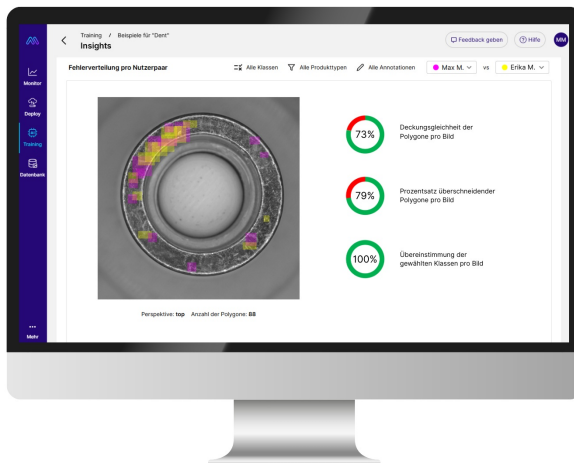 Training / Beispiele für "Dent"
Insights
Feedback geben
Hilfe
MM
Monitor
Deploy
Training
Datenbank
Mehr
Fehlerverteilung pro Nutzerpaar
Alle Klassen
Alle Produkttypen
Alle Annotationen
Max M.
vs
Erika M.
73%
Deckungsgleichheit der
Polygone pro Bild
79%
Prozentsatz überschneidender
Polygone pro Bild
100%
Übereinstimmung der
gewählten Klassen pro Bild
Perspektive: top Anzahl der Polygone: 88